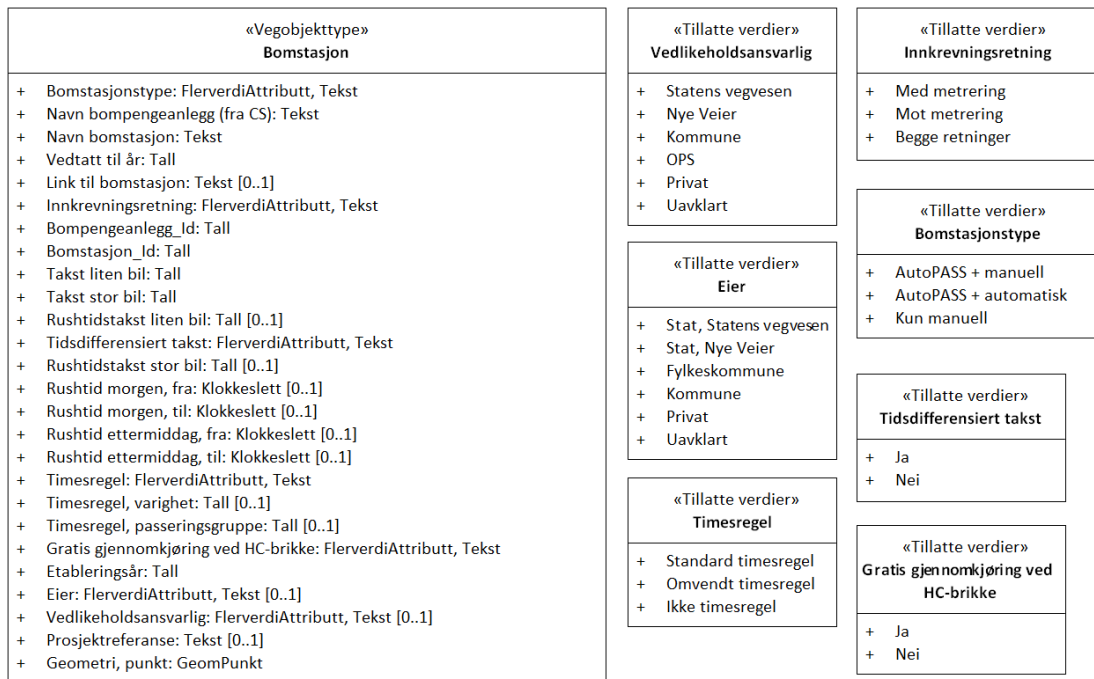 «Vegobjekttype»
Bomstasjon
+ Bomstasjonstype: FlerverdiAttributt, Tekst
+ Navn bompengeanlegg (fra CS): Tekst
+ Navn bomstasjon: Tekst
+ Vedtatt til år: Tall
+ Link til bomstasjon: Tekst [0..1]
+ Innkrevningsretning: FlerverdiAttributt, Tekst
+ Bompengeanlegg_Id: Tall
+ Bomstasjon_Id: Tall
+ Takst liten bil: Tall
+ Takst stor bil: Tall
+ Rushtidstakst liten bil: Tall [0..1]
+ Tidsdifferensiert takst: FlerverdiAttributt, Tekst
+ Rushtidstakst stor bil: Tall [0..1]
+ Rushtid morgen, fra: Klokkeslett [0..1]
+ Rushtid morgen, til: Klokkeslett [0..1]
+ Rushtid ettermiddag, fra: Klokkeslett [0..1]
+ Rushtid ettermiddag, til: Klokkeslett [0..1]
+ Timesregel: FlerverdiAttributt, Tekst
+ Timesregel, varighet: Tall [0..1]
+ Timesregel, passeringsgruppe: Tall [0..1]
+ Gratis gjennomkjøring ved HC-brikke: FlerverdiAttributt, Tekst
+ Etableringsår: Tall
+ Eier: FlerverdiAttributt, Tekst [0..1]
+ Vedlikeholdsansvarlig: FlerverdiAttributt, Tekst [0..1]
+ Prosjektreferanse: Tekst [0..1]
+ Geometri, punkt: GeomPunkt
«Tillatte verdier»
Vedlikeholdsansvarlig
+ Statens vegvesen
+ Nye Veier
+ Kommune
+ OPS
+ Privat
+ Uavklart
«Tillatte verdier»
Eier
+ Stat, Statens vegvesen
+ Stat, Nye Veier
+ Fylkeskommune
+ Kommune
+ Privat
+ Uavklart
«Tillatte verdier»
Timesregel
+ Standard timesregel
+ Omvendt timesregel
+ Ikke timesregel
«Tillatte verdier»
Innkrevningsretning
+ Med metrering
+ Mot metrering
+ Begge retninger
«Tillatte verdier»
Bomstasjonstype
+ AutoPASS + manuell
+ AutoPASS + automatisk
+ Kun manuell
«Tillatte verdier»
Tidsdifferensiert takst
+ Ja
+ Nei
«Tillatte verdier»
Gratis gjennomkjøring ved
HC-brikke
+ Ja
+ Nei